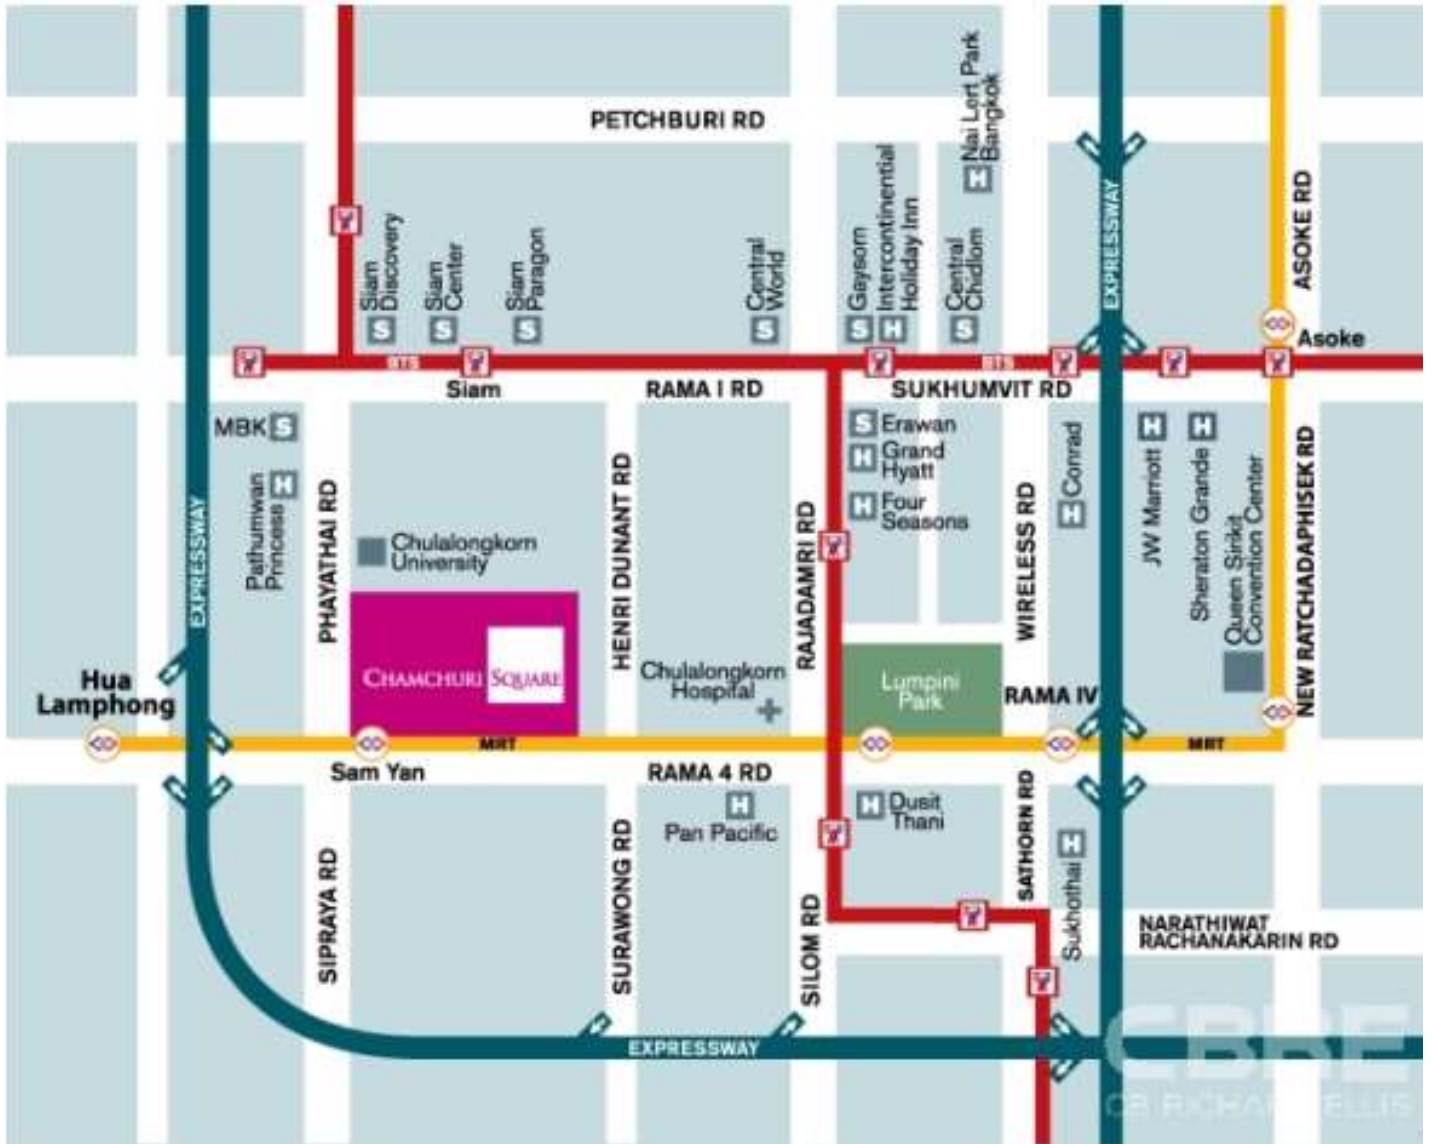 PETCHBURI RD
Nai Lert Park
Bangkok
EXPRESSWAY
ASOKE RD
Siam
Discovery
Siam
Center
Siam
Paragon
Central
World
Gaysorn
Intercontinental
Holiday Inn
Central
Chidlom
S
S
S
S
S
H
S
H
Asoke
BTS
BTS
Siam
RAMA I RD
SUKHUMVIT RD
MBK S
Pathumwan
Princess
H
EXPRESSWAY
PHAYATHAI RD
Chulalongkorn
University
HENRI DUNANT RD
RAJADAMRI RD
S Erawan
H Grand
Hyatt
H Four
Seasons
WIRELESS RD
Conrad
H
H
JW Marriott
H
Sheraton Grande
Queen Sirikit
Convention Center
NEW RATCHADAPHISEK RD
CHAMCHURI SQUARE
Chulalongkorn
Hospital
Lumpini
Park
RAMA IV
Hua
Lamphong
MRT
MRT
Sam Yan
RAMA 4 RD
H
Pan Pacific
H Dusit
Thani
SATHORN RD
H
Sukhothai
SIPRAYA RD
SURAWONG RD
SILOM RD
NARATHIWAT
RACHANAKARIN RD
EXPRESSWAY
CBRE
CB RICHARD ELLIS